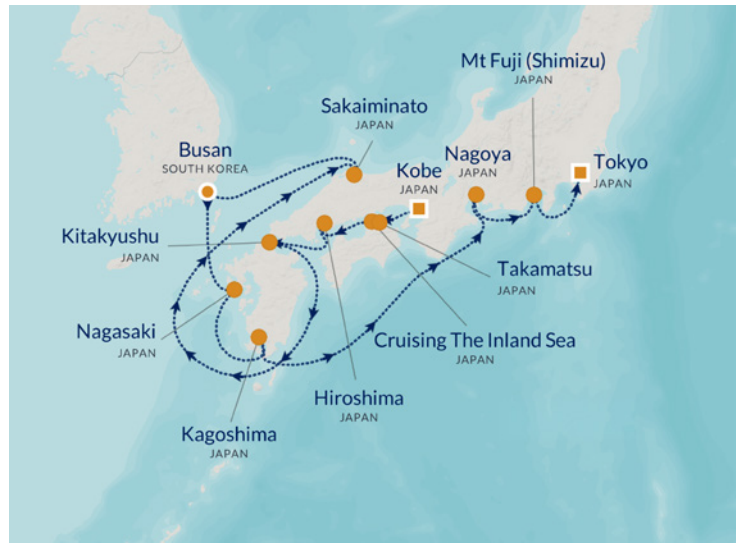 Mt Fuji (Shimizu)
JAPAN
Sakaiminato
JAPAN
Busan
SOUTH KOREA
Kobe
JAPAN
Nagoya
JAPAN
Tokyo
JAPAN
Kitakyushu
JAPAN
Takamatsu
JAPAN
Nagasaki
JAPAN
Cruising The Inland Sea
JAPAN
Hiroshima
JAPAN
Kagoshima
JAPAN